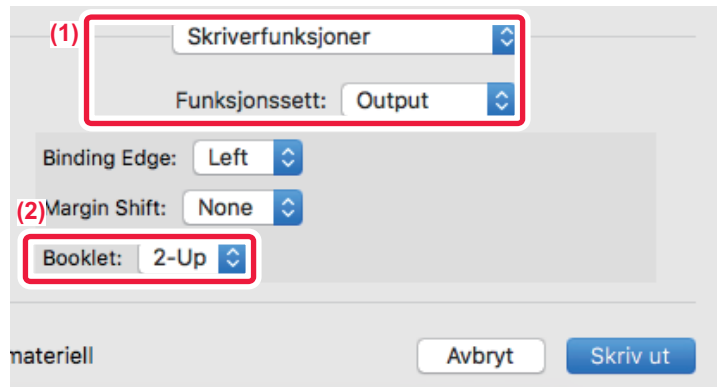 (1)
Skriverfunksjoner
Funksjonssett: Output
Binding Edge: Left
(2)
Margin Shift: None
Booklet: 2-Up
materiell
Avbryt
Skriv ut